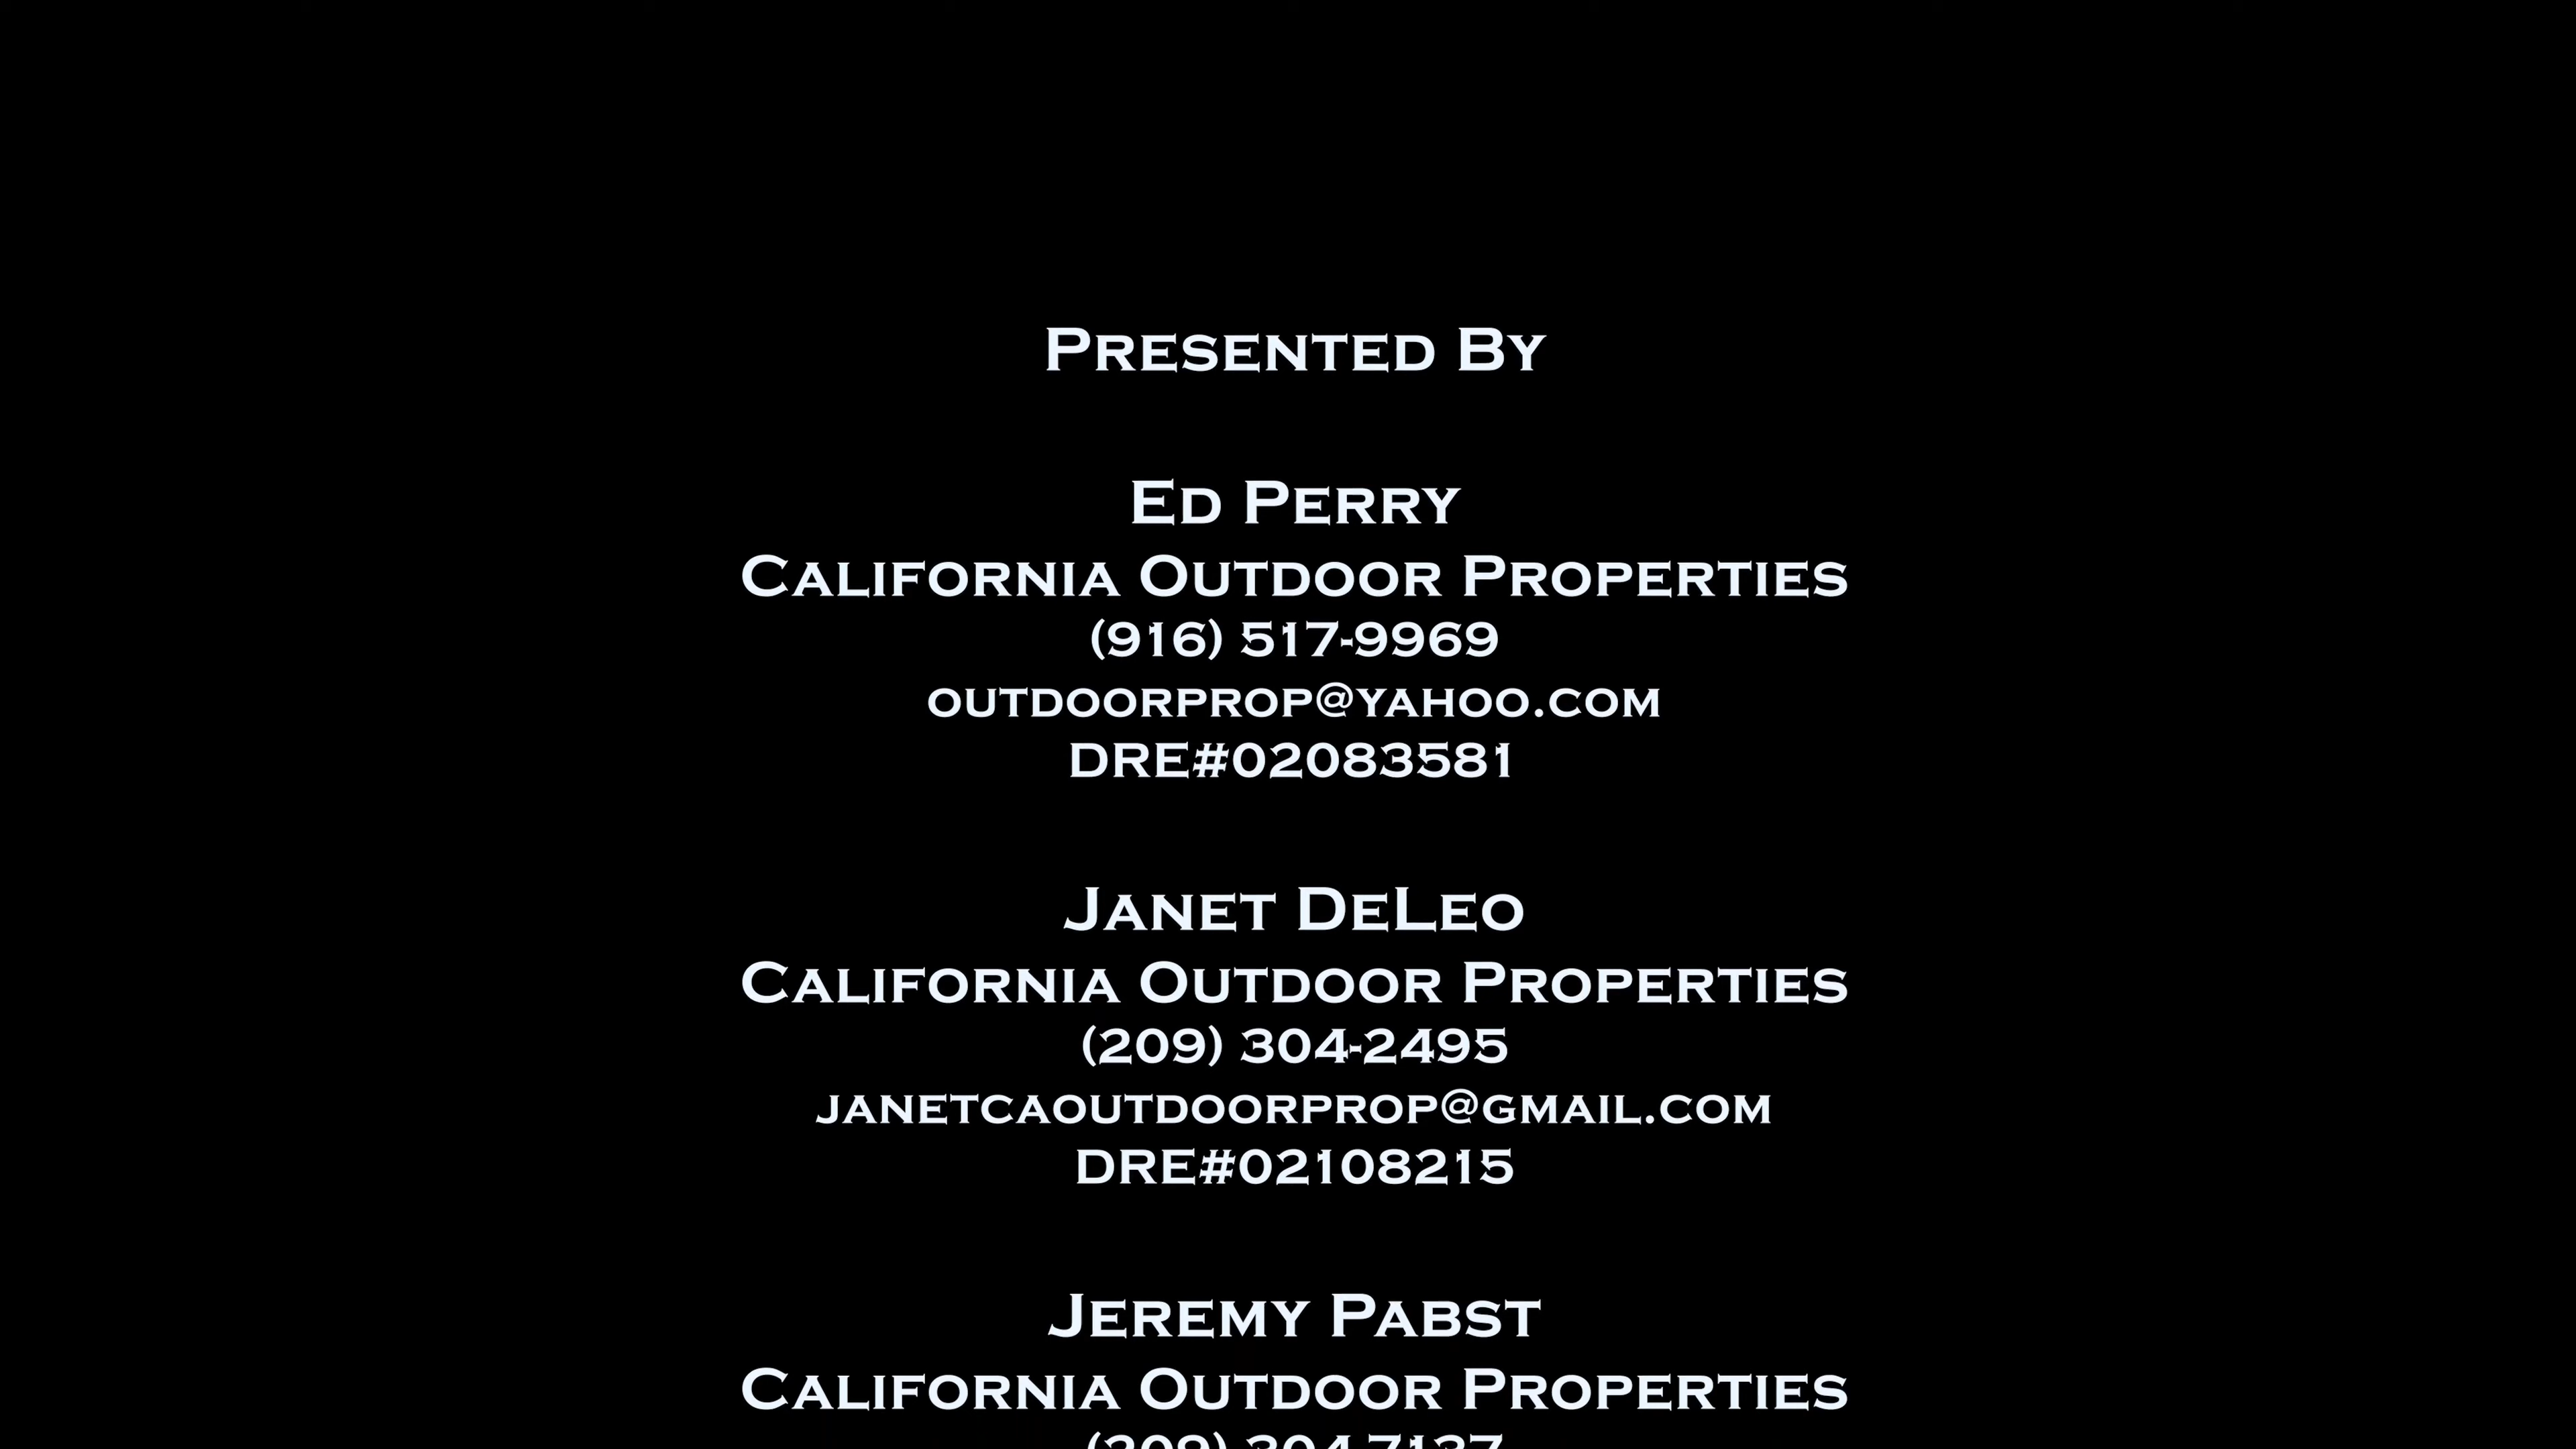 Presented By
Ed Perry
California Outdoor Properties
(916) 517-9969
outdoorprop@yahoo.com
DRE#02083581
Janet DeLeo
California Outdoor Properties
(209) 304-2495
janetcaoutdoorprop@gmail.com
DRE#02108215
Jeremy Pabst
California Outdoor Properties